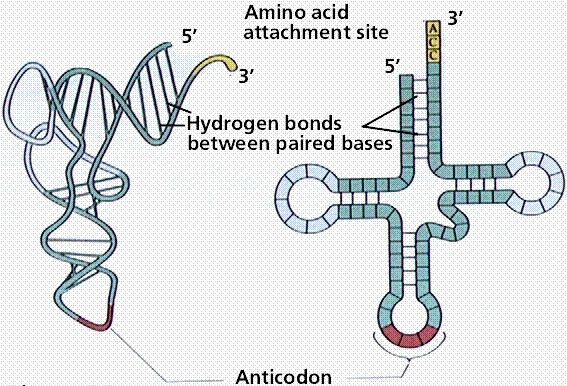 Amino acid
attachment site
5’
3’
3’
5’
A
C
C
Hydrogen bonds
between paired bases
Anticodon